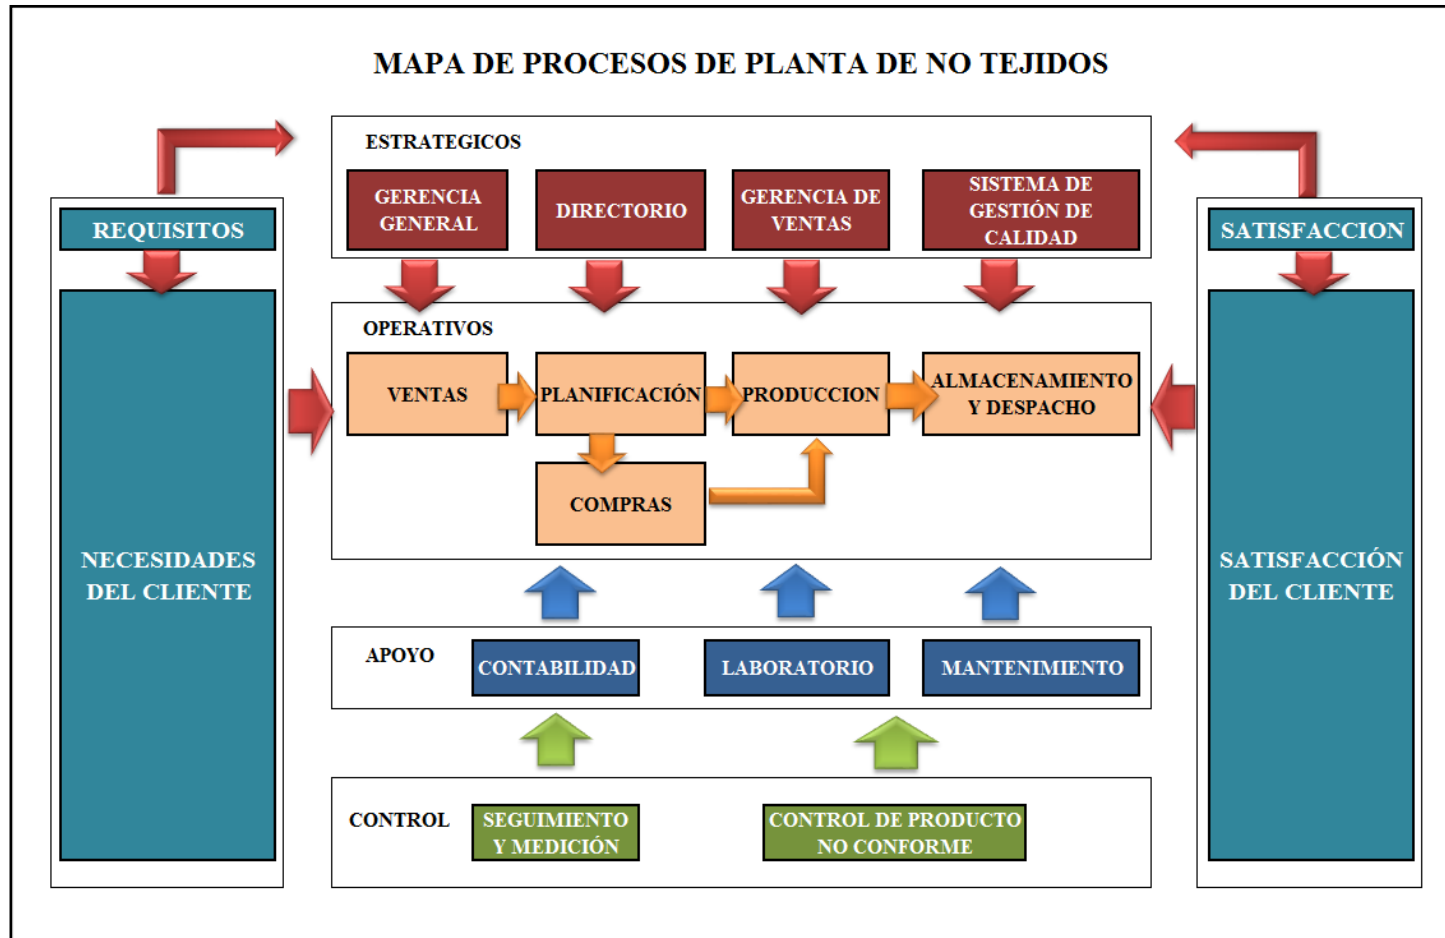 MAPA DE PROCESOS DE PLANTA DE NO TEJIDOS
ESTRATEGICOS
GERENCIA
GENERAL
DIRECTORIO
GERENCIA DE
VENTAS
SISTEMA DE
GESTIÓN DE
CALIDAD
REQUISITOS
NECESIDADES
DEL CLIENTE
OPERATIVOS
VENTAS
PLANIFICACIÓN
PRODUCCION
ALMACENAMIENTO
Y DESPACHO
COMPRAS
SATISFACCION
SATISFACCIÓN
DEL CLIENTE
APOYO
CONTABILIDAD
LABORATORIO
MANTENIMIENTO
CONTROL
SEGUIMIENTO
Y MEDICIÓN
CONTROL DE PRODUCTO
NO CONFORME